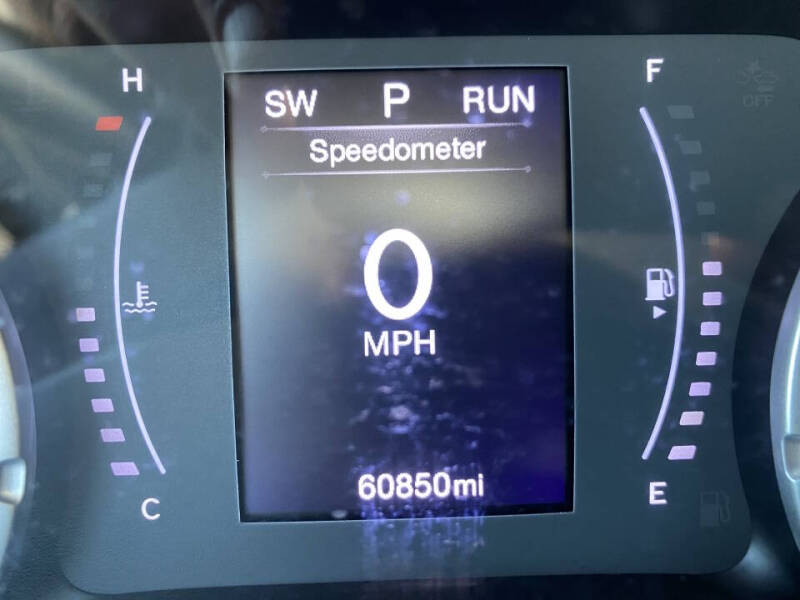 H
F
SW P RUN
OFF
Speedometer
0
MPH
60850mi
C
E